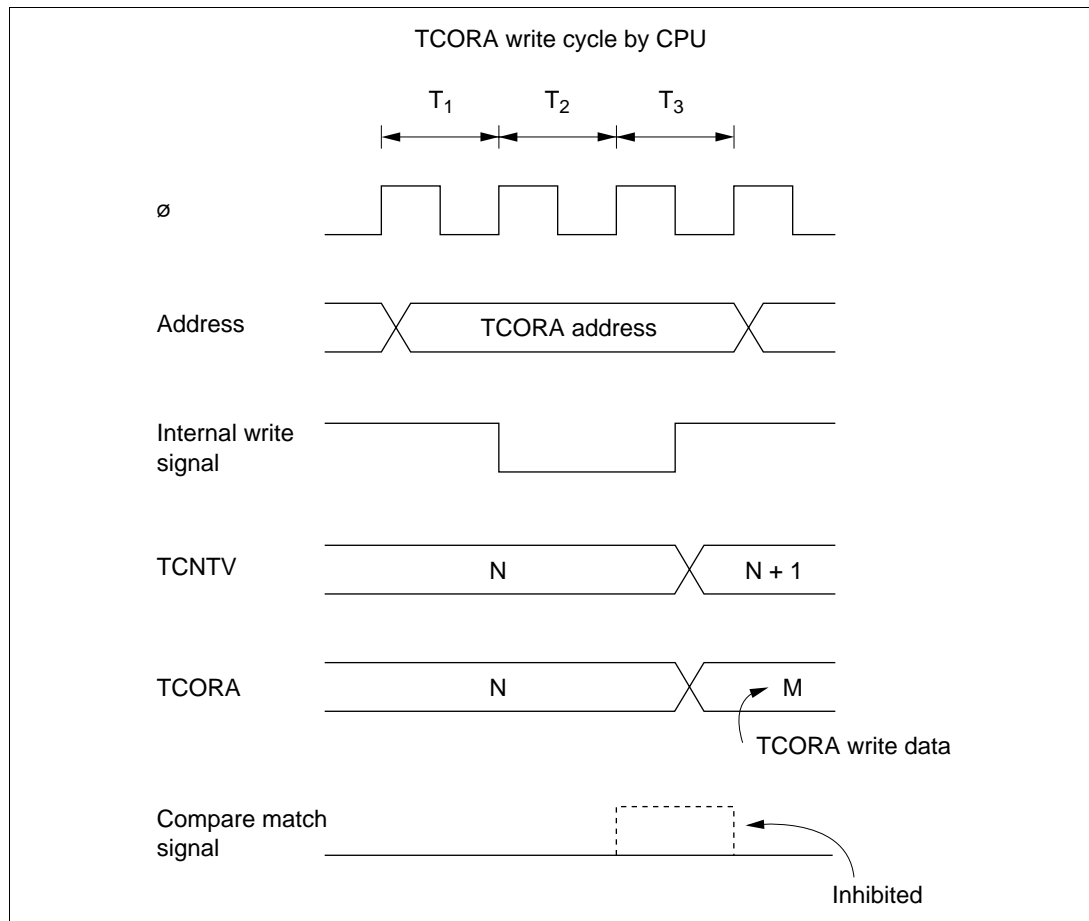 TCORA write cycle by CPU
T1 T2 T3
ø
Address
TCORA address
Internal write
signal
TCNTV
N
N + 1
TCORA
N
M
TCORA write data
Compare match
signal
Inhibited